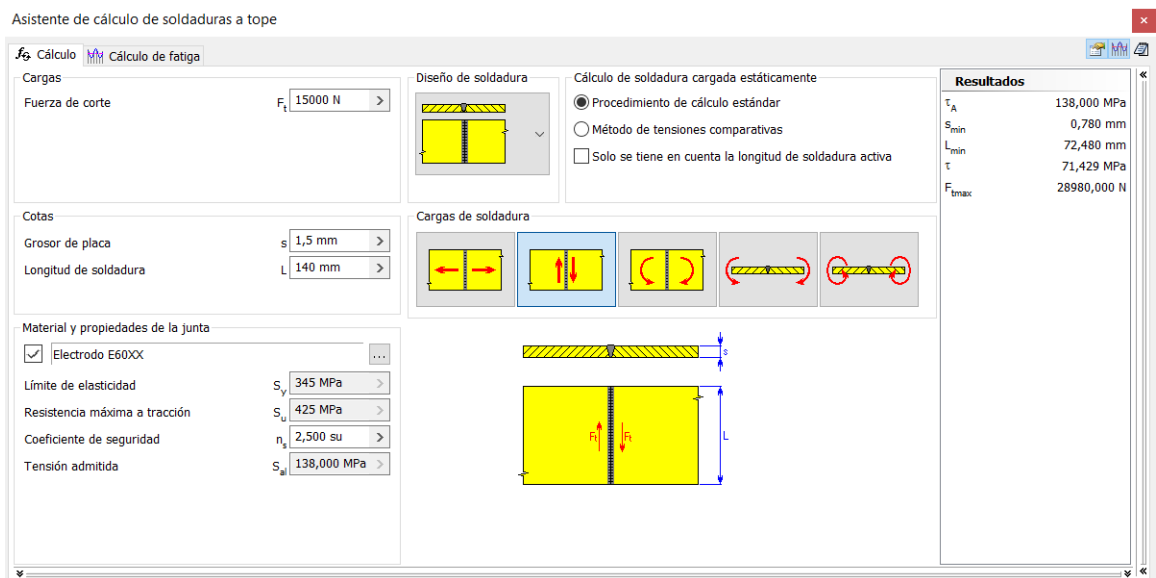 Asistente de cálculo de soldaduras a tope
Cálculo
Cálculo de fatiga
Cargas
Fuerza de corte Ft 15000 N
Diseño de soldadura
Cálculo de soldadura cargada estáticamente
Procedimiento de cálculo estándar
Método de tensiones comparativas
Solo se tiene en cuenta la longitud de soldadura activa
Cotas
Grosor de placa s 1,5 mm
Longitud de soldadura L 140 mm
Cargas de soldadura
Material y propiedades de la junta
Electrodo E60XX ...
Límite de elasticidad Sy 345 MPa
Resistencia máxima a tracción Su 425 MPa
Coeficiente de seguridad ns 2,500 su
Tensión admitida Sal 138,000 MPa
s
Ft Ft
L
Resultados
τA 138,000 MPa
smin 0,780 mm
Lmin 72,480 mm
τ 71,429 MPa
Ftmax 28980,000 N